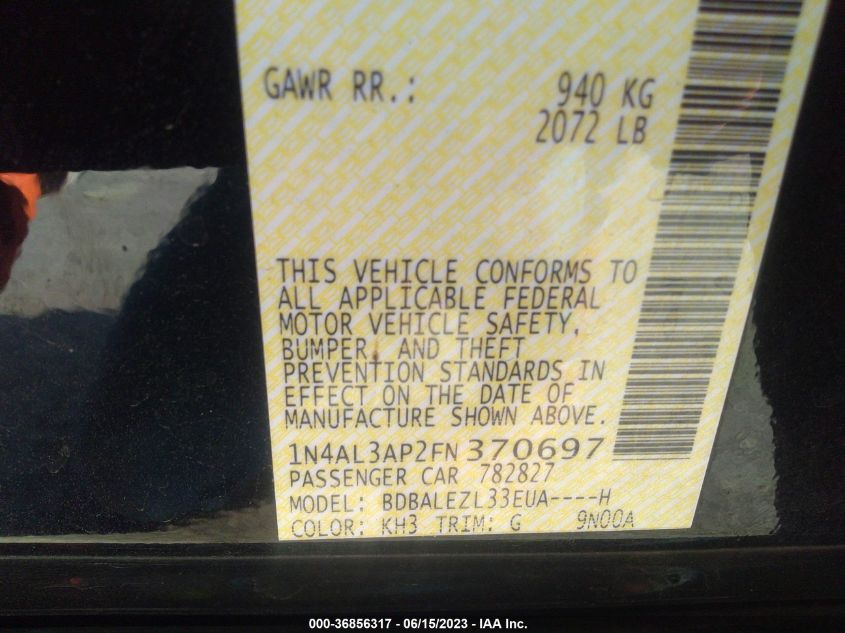 GAWR RR.: 940 KG
2072 LB
THIS VEHICLE CONFORMS TO
ALL APPLICABLE FEDERAL
MOTOR VEHICLE SAFETY,
BUMPER, AND THEFT
PREVENTION STANDARDS IN
EFFECT ON THE DATE OF
MANUFACTURE SHOWN ABOVE.
1N4AL3AP2FN370697
PASSENGER CAR 782827
MODEL: BDBALEZL33EUA----H
COLOR: KH3 TRIM: G 9N00A
000-36856317 - 06/15/2023 - IAA Inc.